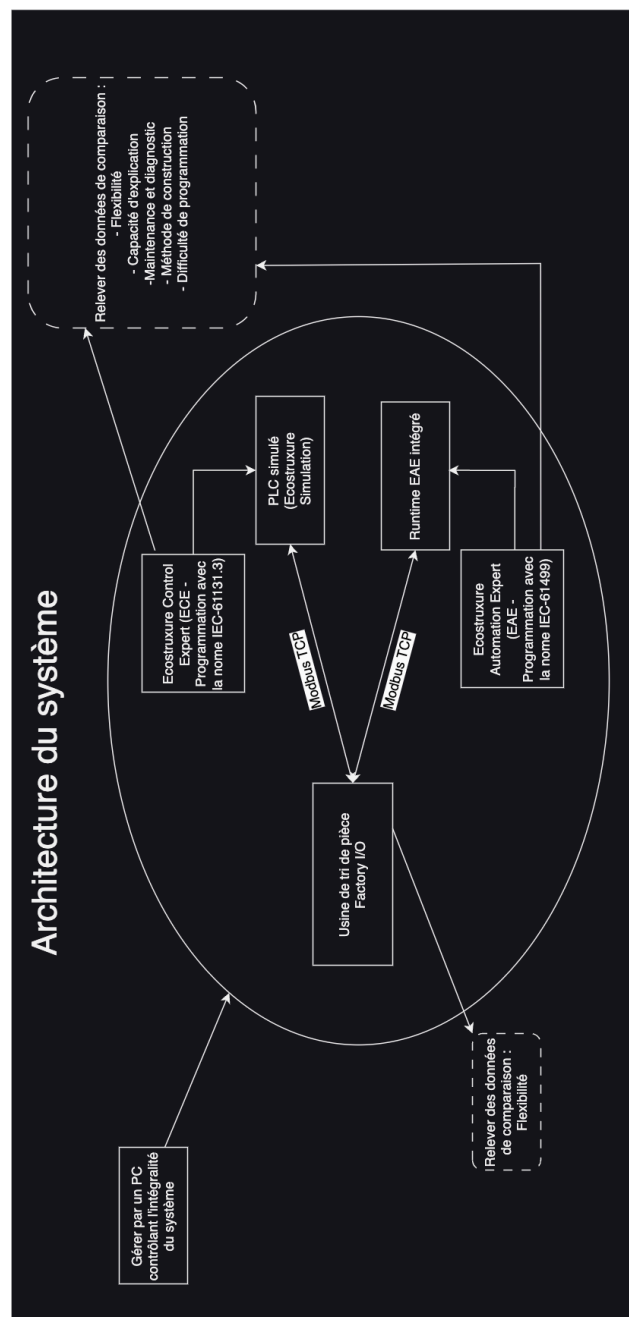 Architecture du système
Gérer par un PC
contrôlant l'intégralité
du système
Usine de tri de pièce
Factory I/O
Modbus TCP
Modbus TCP
Ecostruxure Control
Expert (ECE -
Programmation avec
la nome IEC-61131.3)
PLC simulé
(Ecostruxure
Simulation)
Runtime EAE intégré
Ecostruxure
Automation Expert
(EAE -
Programmation avec
la nome IEC-61499)
Relever des données de comparaison :
- Flexibilité
- Capacité d'explication
-Maintenance et diagnostic
- Méthode de construction
- Difficulté de programmation
Relever des données
de comparaison :
Flexibilité